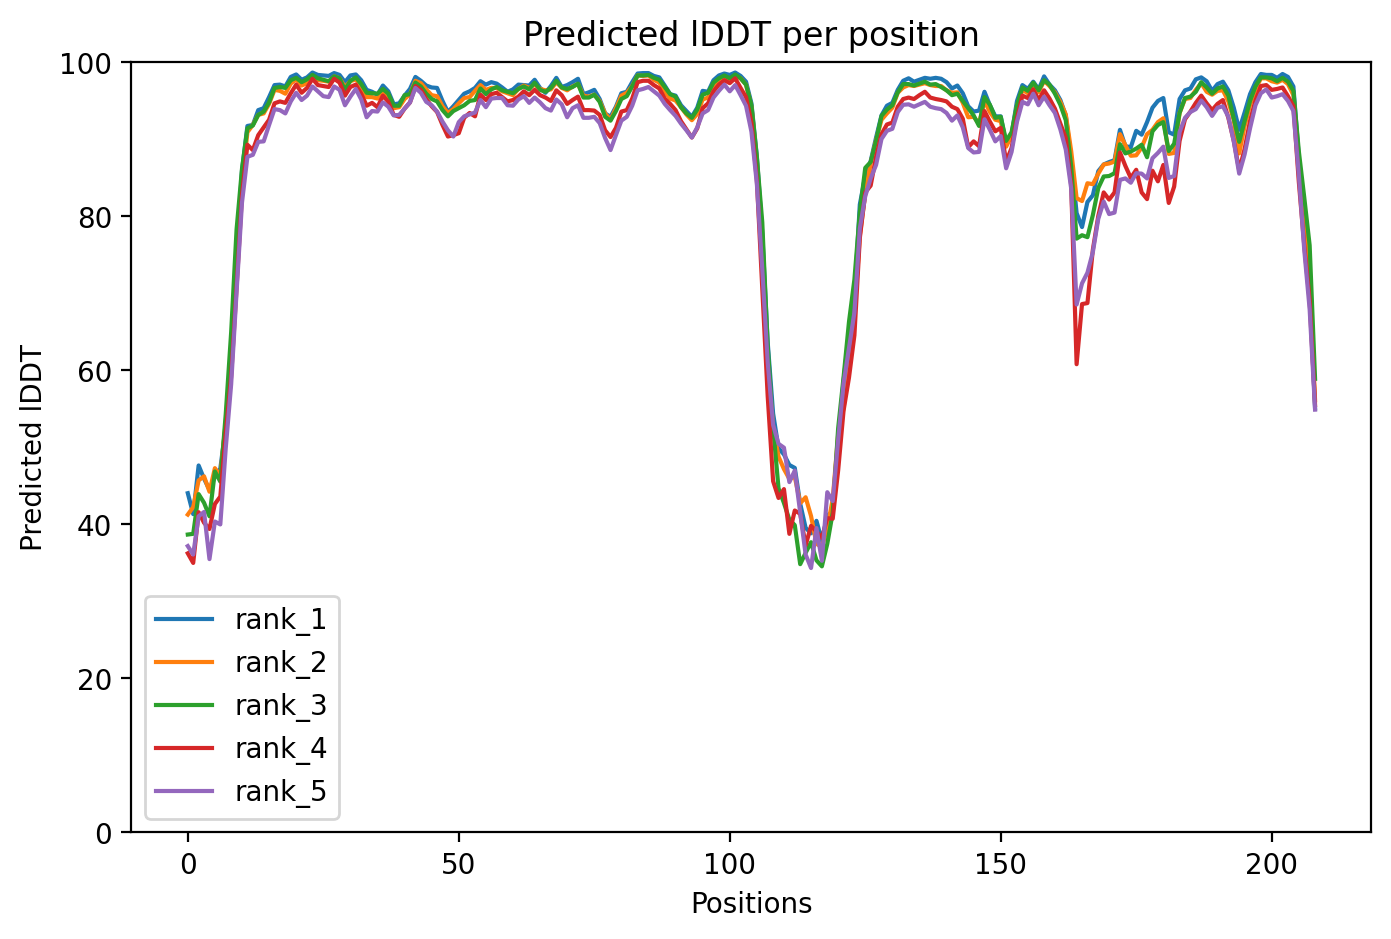 Predicted lDDT per position
100
80
60
40
20
0
Predicted lDDT
rank_1
rank_2
rank_3
rank_4
rank_5
0 50 100 150 200
Positions